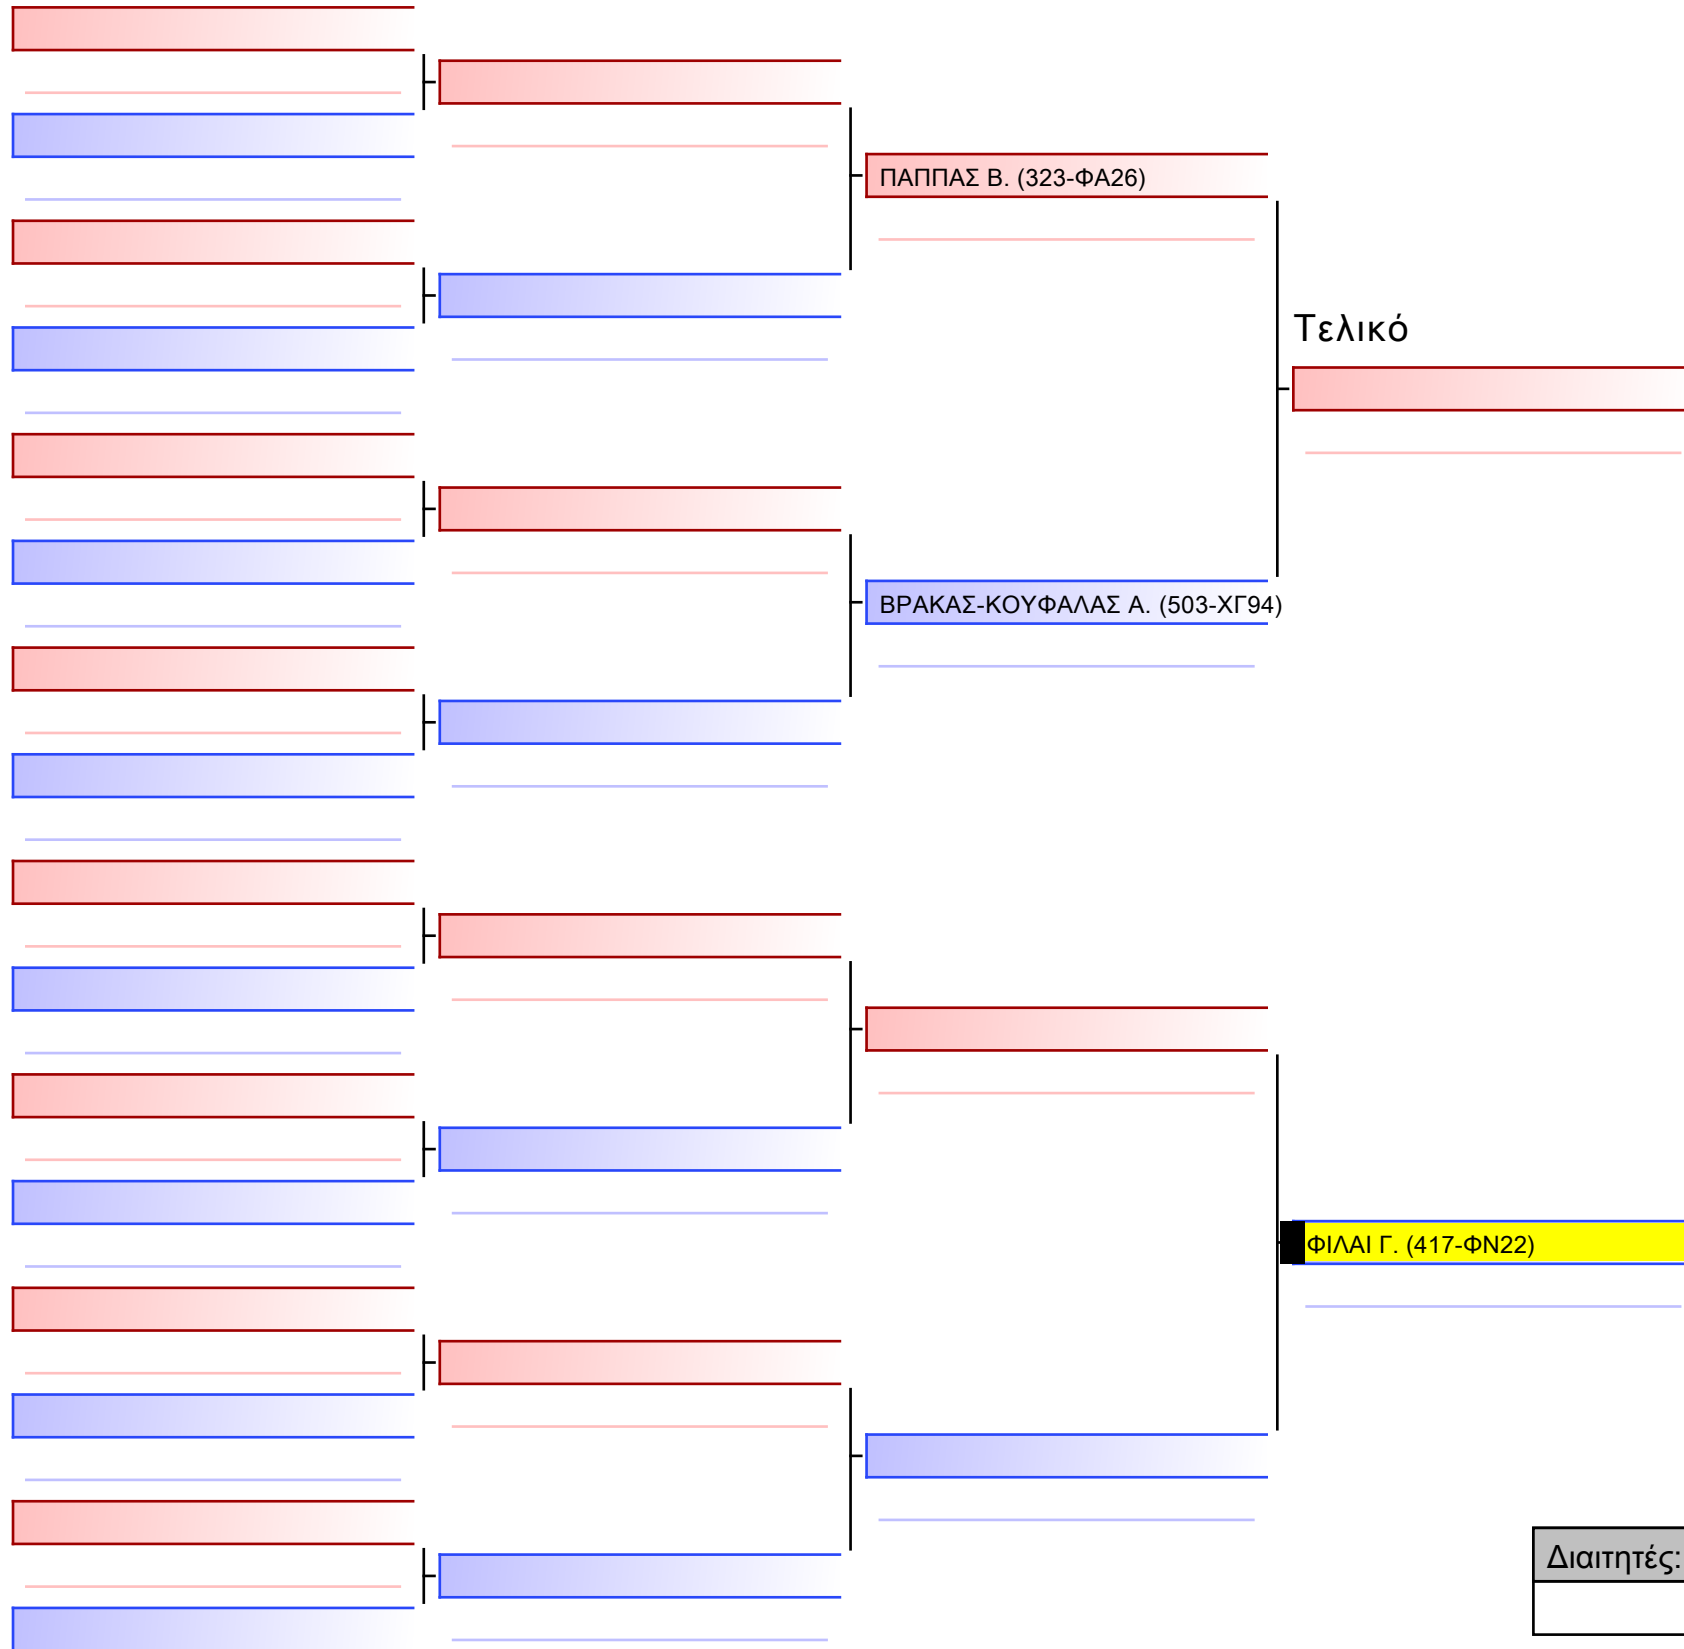 ΠΑΠΠΑΣ Β. (323-ΦΑ26)
Τελικό
ΒΡΑΚΑΣ-ΚΟΥΦΑΛΑΣ Α. (503-ΧΓ94)
ΦΙΛΑΙ Γ. (417-ΦΝ22)
Διαιτητές: